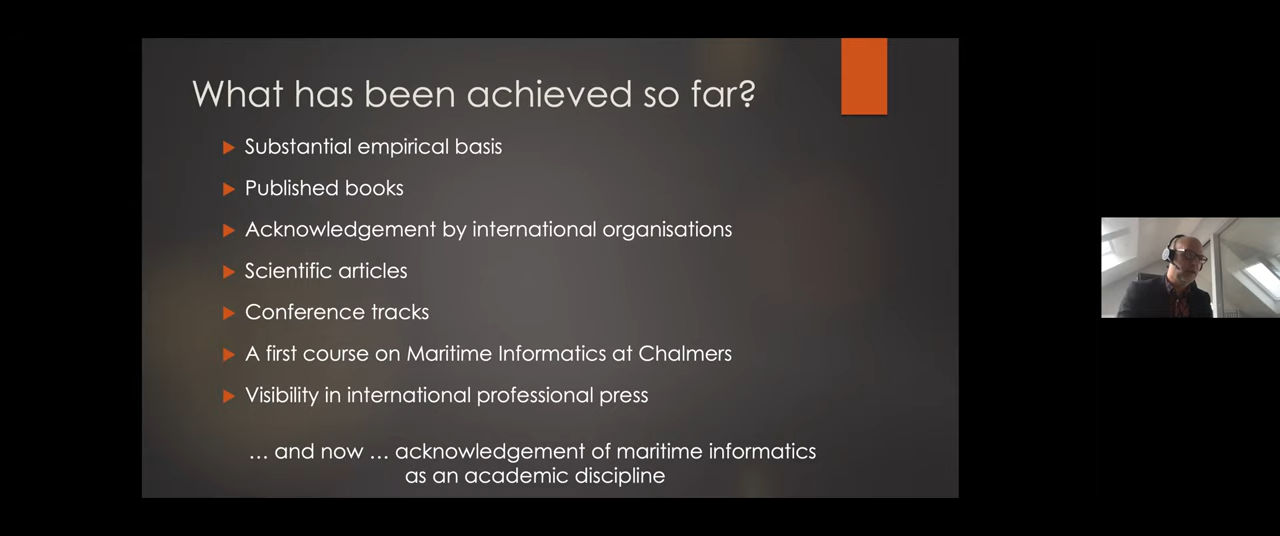 What has been achieved so far?
Substantial empirical basis
Published books
Acknowledgement by international organisations
Scientific articles
Conference tracks
A first course on Maritime Informatics at Chalmers
Visibility in international professional press
… and now … acknowledgement of maritime informatics
as an academic discipline